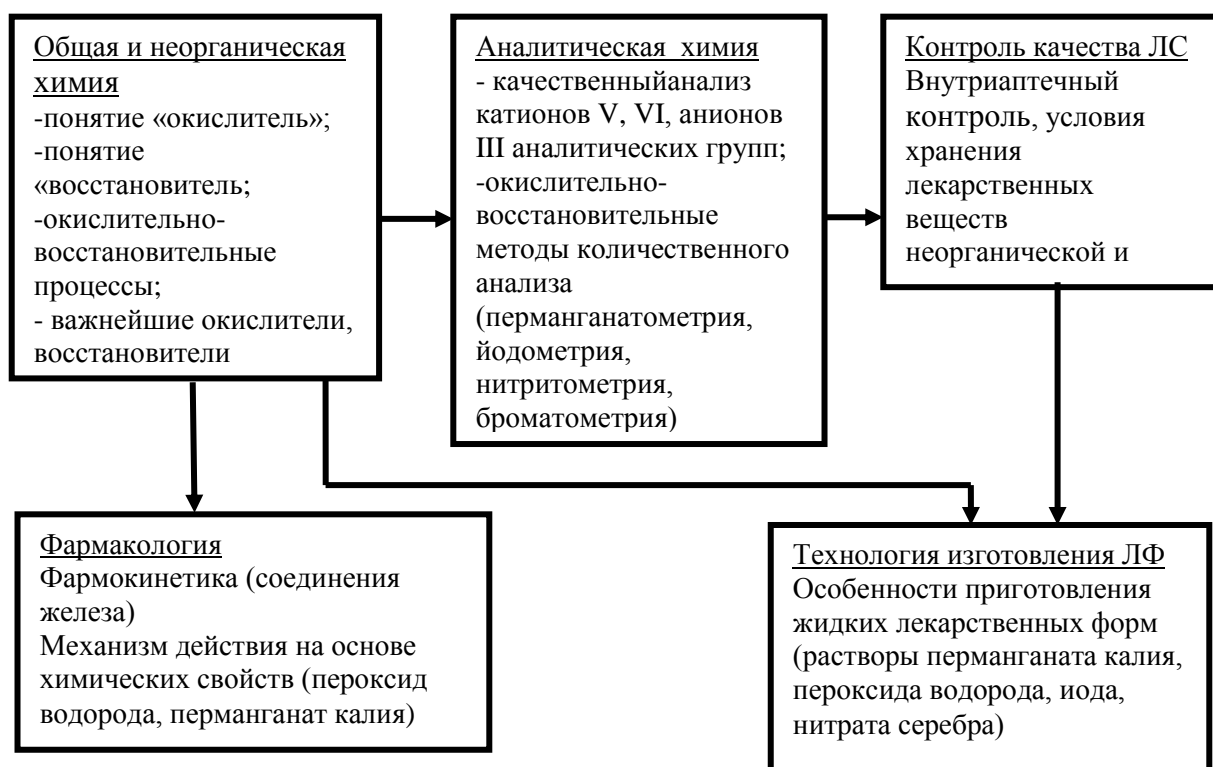 Общая и неорганическая
химия
-понятие «окислитель»;
-понятие
«восстановитель;
-окислительно-
восстановительные
процессы;
- важнейшие окислители,
восстановители
Аналитическая химия
- качественныйанализ
катионов V, VI, анионов
III аналитических групп;
-окислительно-
восстановительные
методы количественного
анализа
(перманганатометрия,
йодометрия,
нитритометрия,
броматометрия)
Контроль качества ЛС
Внутриаптечный
контроль, условия
хранения
лекарственных
веществ
неорганической и
Фармакология
Фармокинетика (соединения
железа)
Механизм действия на основе
химических свойств (пероксид
водорода, перманганат калия)
Технология изготовления ЛФ
Особенности приготовления
жидких лекарственных форм
(растворы перманганата калия,
пероксида водорода, иода,
нитрата серебра)